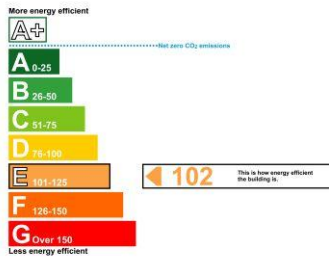 More energy efficient
A+
Net zero CO₂ emissions
A 0-25
B 26-50
C 51-75
D 76-100
E 101-125
102
This is how energy efficient
the building is.
F 126-150
G Over 150
Less energy efficient